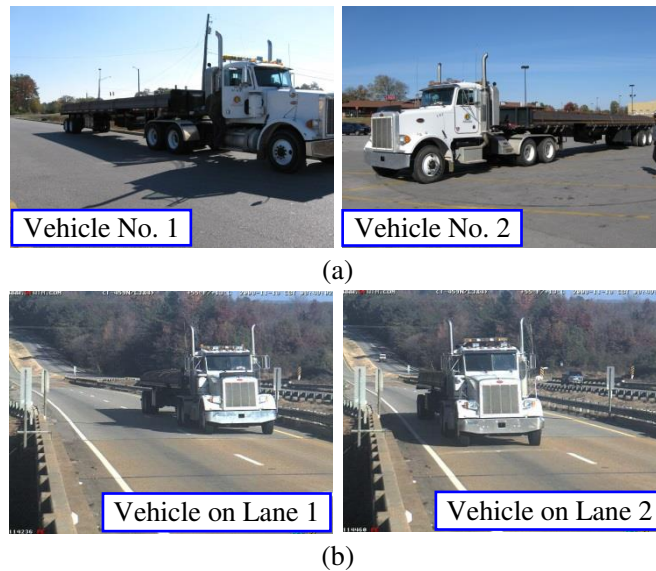 Vehicle No. 1
Vehicle No. 2
(a)
Vehicle on Lane 1
Vehicle on Lane 2
(b)